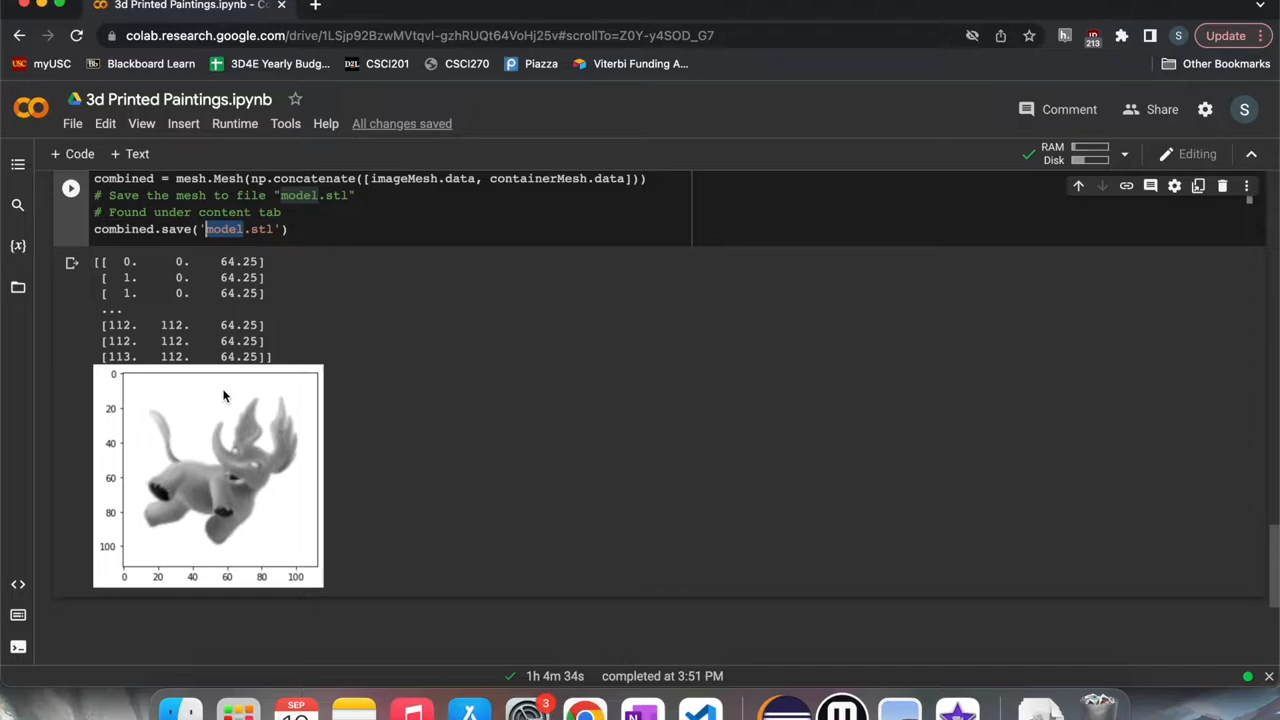 3d Printed Paintings.ipynb - Co
colab.research.google.com/drive/1LSjp92BzwMVtqvl-gzhRUQt64VoHj25v#scrollTo=Z0Y-y4SOD_G7
213
S
Update
USC myUSC
Bb Blackboard Learn
3D4E Yearly Budg...
D2L CSCI201
CSCI270
Piazza
Viterbi Funding A...
Other Bookmarks
3d Printed Paintings.ipynb
Comment
Share
S
File Edit View Insert Runtime Tools Help All changes saved
+ Code + Text
RAM
Disk
Editing
combined = mesh.Mesh(np.concatenate([imageMesh.data, containerMesh.data]))
# Save the mesh to file "model.stl"
# Found under content tab
combined.save('model.stl')
[[ 0. 0. 64.25]
[ 1. 0. 64.25]
[ 1. 0. 64.25]
...
[112. 112. 64.25]
[112. 112. 64.25]
[113. 112. 64.25]]
0
20
40
60
80
100
0 20 40 60 80 100
1h 4m 34s completed at 3:51 PM
3
SEP